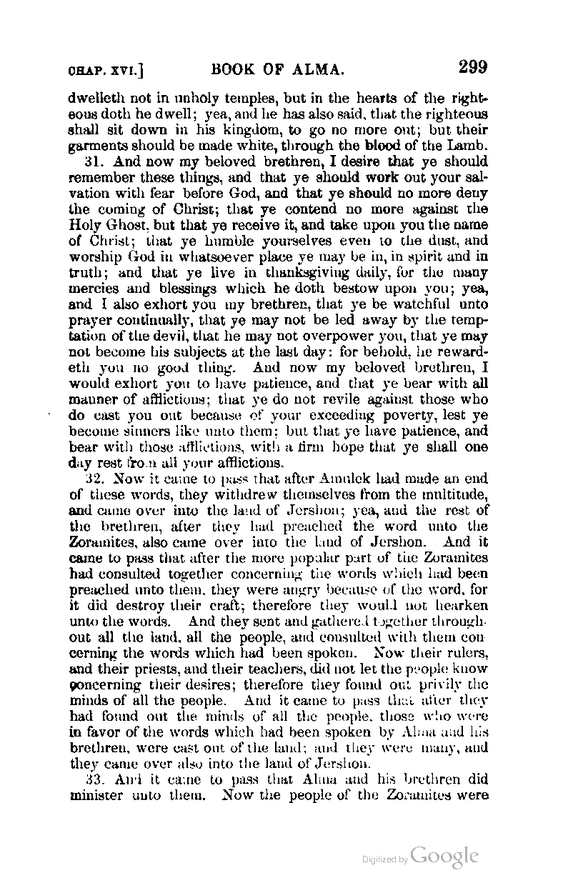 CHAP. XVI.] BOOK OF ALMA. 299
dwelleth not in unholy temples, but in the hearts of the right-
eous doth he dwell; yea, and he has also said, that the righteous
shall sit down in his kingdom, to go no more out; but their
garments should be made white, through the blood of the Lamb.
31. And now my beloved brethren, I desire that ye should
remember these things, and that ye should work out your sal-
vation with fear before God, and that ye should no more deny
the coming of Christ; that ye contend no more against the
Holy Ghost, but that ye receive it, and take upon you the name
of Christ; that ye humble yourselves even to the dust, and
worship God in whatsoever place ye may be in, in spirit and in
truth; and that ye live in thanksgiving daily, for the many
mercies and blessings which he doth bestow upon you; yea,
and I also exhort you my brethren, that ye be watchful unto
prayer continually, that ye may not be led away by the temp-
tation of the devil, that he may not overpower you, that ye may
not become his subjects at the last day: for behold, he reward-
eth you no good thing. And now my beloved brethren, I
would exhort you to have patience, and that ye bear with all
manner of afflictions; that ye do not revile against those who
do cast you out because of your exceeding poverty, lest ye
become sinners like unto them; but that ye have patience, and
bear with those afflictions, with a firm hope that ye shall one
day rest from all your afflictions.
32. Now it came to pass that after Amulek had made an end
of these words, they withdrew themselves from the multitude,
and came over into the land of Jershon; yea, and the rest of
the brethren, after they had preached the word unto the
Zoramites, also came over into the land of Jershon. And it
came to pass that after the more popular part of the Zoramites
had consulted together concerning the words which had been
preached unto them, they were angry because of the word, for
it did destroy their craft; therefore they would not hearken
unto the words. And they sent and gathered together through-
out all the land, all the people, and consulted with them con
cerning the words which had been spoken. Now their rulers,
and their priests, and their teachers, did not let the people know
concerning their desires; therefore they found out privily the
minds of all the people. And it came to pass that after they
had found out the minds of all the people, those who were
in favor of the words which had been spoken by Alma and his
brethren, were cast out of the land; and they were many, and
they came over also into the land of Jershon.
33. And it came to pass that Alma and his brethren did
minister unto them. Now the people of the Zoramites were
Digitized by Google